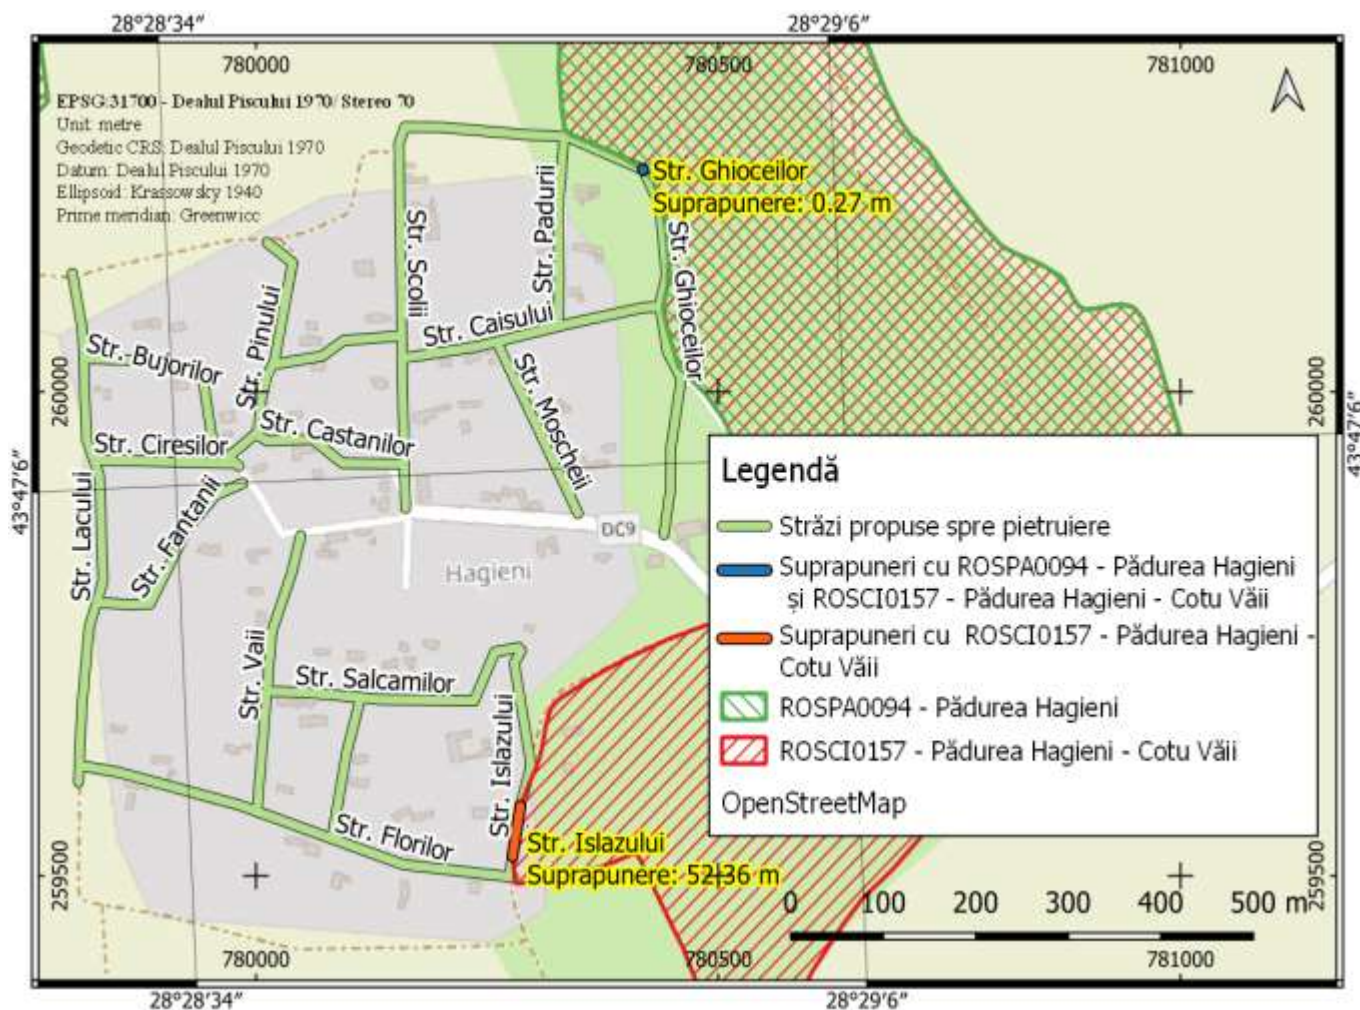 28°28'34"
28°29'6"
780000
780500
781000
EPSG:31700 - Dealul Piscului 1970/ Stereo 70
Unit: metre
Geodetic CRS: Dealul Piscului 1970
Datum: Dealul Piscului 1970
Ellipsoid: Krassowsky 1940
Prime meridian: Greenwicc
Str. Ghioceilor
Suprapunere: 0.27 m
Str. Scolii
Str. Padurii
Str. Ghioceilor
Str. Pinului
Str. Caisului
Str. Bujorilor
Str. Moscheii
260000
260000
43°47'6"
43°47'6"
Str. Castanilor
Str. Ciresilor
Str. Lacului
Str. Fantanii
DC9
Hagieni
Legendă
Străzi propuse spre pietruiere
Suprapuneri cu ROSPA0094 - Pădurea Hagieni
și ROSCI0157 - Pădurea Hagieni - Cotu Văii
Suprapuneri cu ROSCI0157 - Pădurea Hagieni -
Cotu Văii
ROSPA0094 - Pădurea Hagieni
ROSCI0157 - Pădurea Hagieni - Cotu Văii
OpenStreetMap
Str. Vaii
Str. Salcamilor
Str. Islazului
Str. Florilor
Str. Islazului
Suprapunere: 52.36 m
259500
259500
0 100 200 300 400 500 m
780000
780500
781000
28°28'34"
28°29'6"